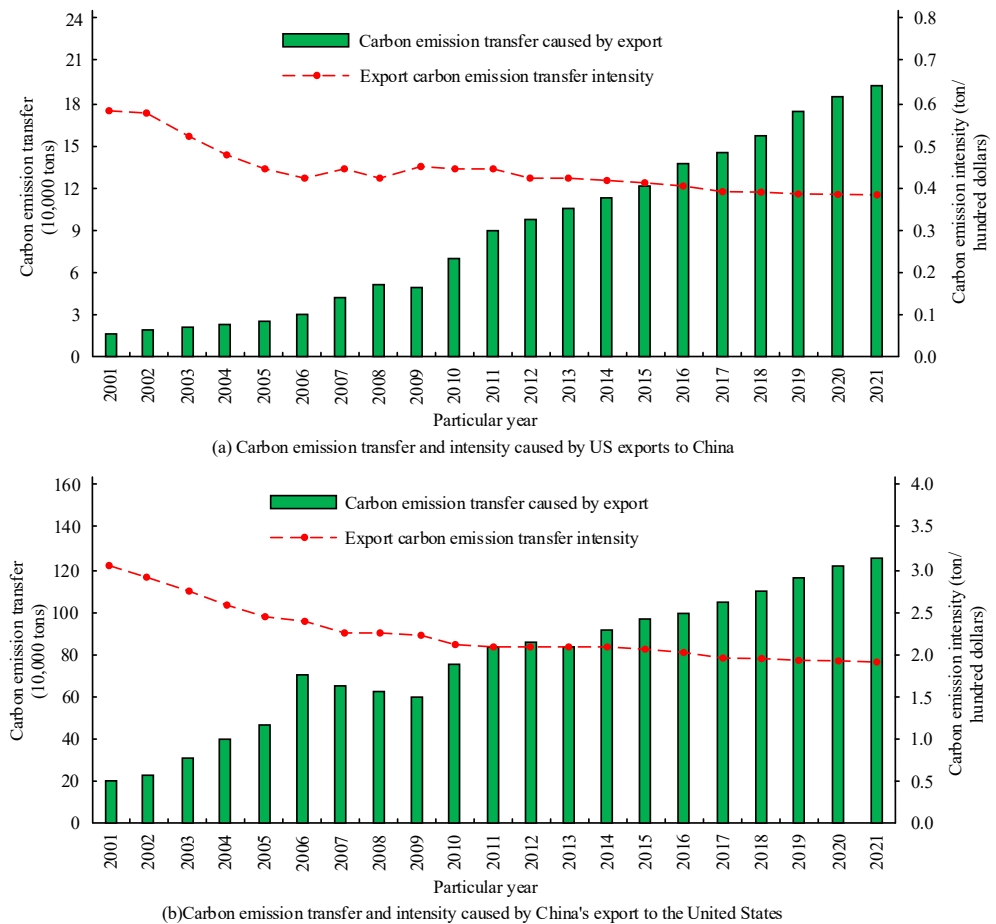 24
21
18
15
12
9
6
3
0
Carbon emission transfer
(10,000 tons)
Carbon emission transfer caused by export
Export carbon emission transfer intensity
0.8
0.7
0.6
0.5
0.4
0.3
0.2
0.1
0.0
Carbon emission intensity (ton/
hundred dollars)
2001 2002 2003 2004 2005 2006 2007 2008 2009 2010 2011 2012 2013 2014 2015 2016 2017 2018 2019 2020 2021
Particular year
(a) Carbon emission transfer and intensity caused by US exports to China
160
140
120
100
80
60
40
20
0
Carbon emission transfer
(10,000 tons)
Carbon emission transfer caused by export
Export carbon emission transfer intensity
4.0
3.5
3.0
2.5
2.0
1.5
1.0
0.5
0.0
Carbon emission intensity (ton/
hundred dollars)
2001 2002 2003 2004 2005 2006 2007 2008 2009 2010 2011 2012 2013 2014 2015 2016 2017 2018 2019 2020 2021
Particular year
(b)Carbon emission transfer and intensity caused by China's export to the United States